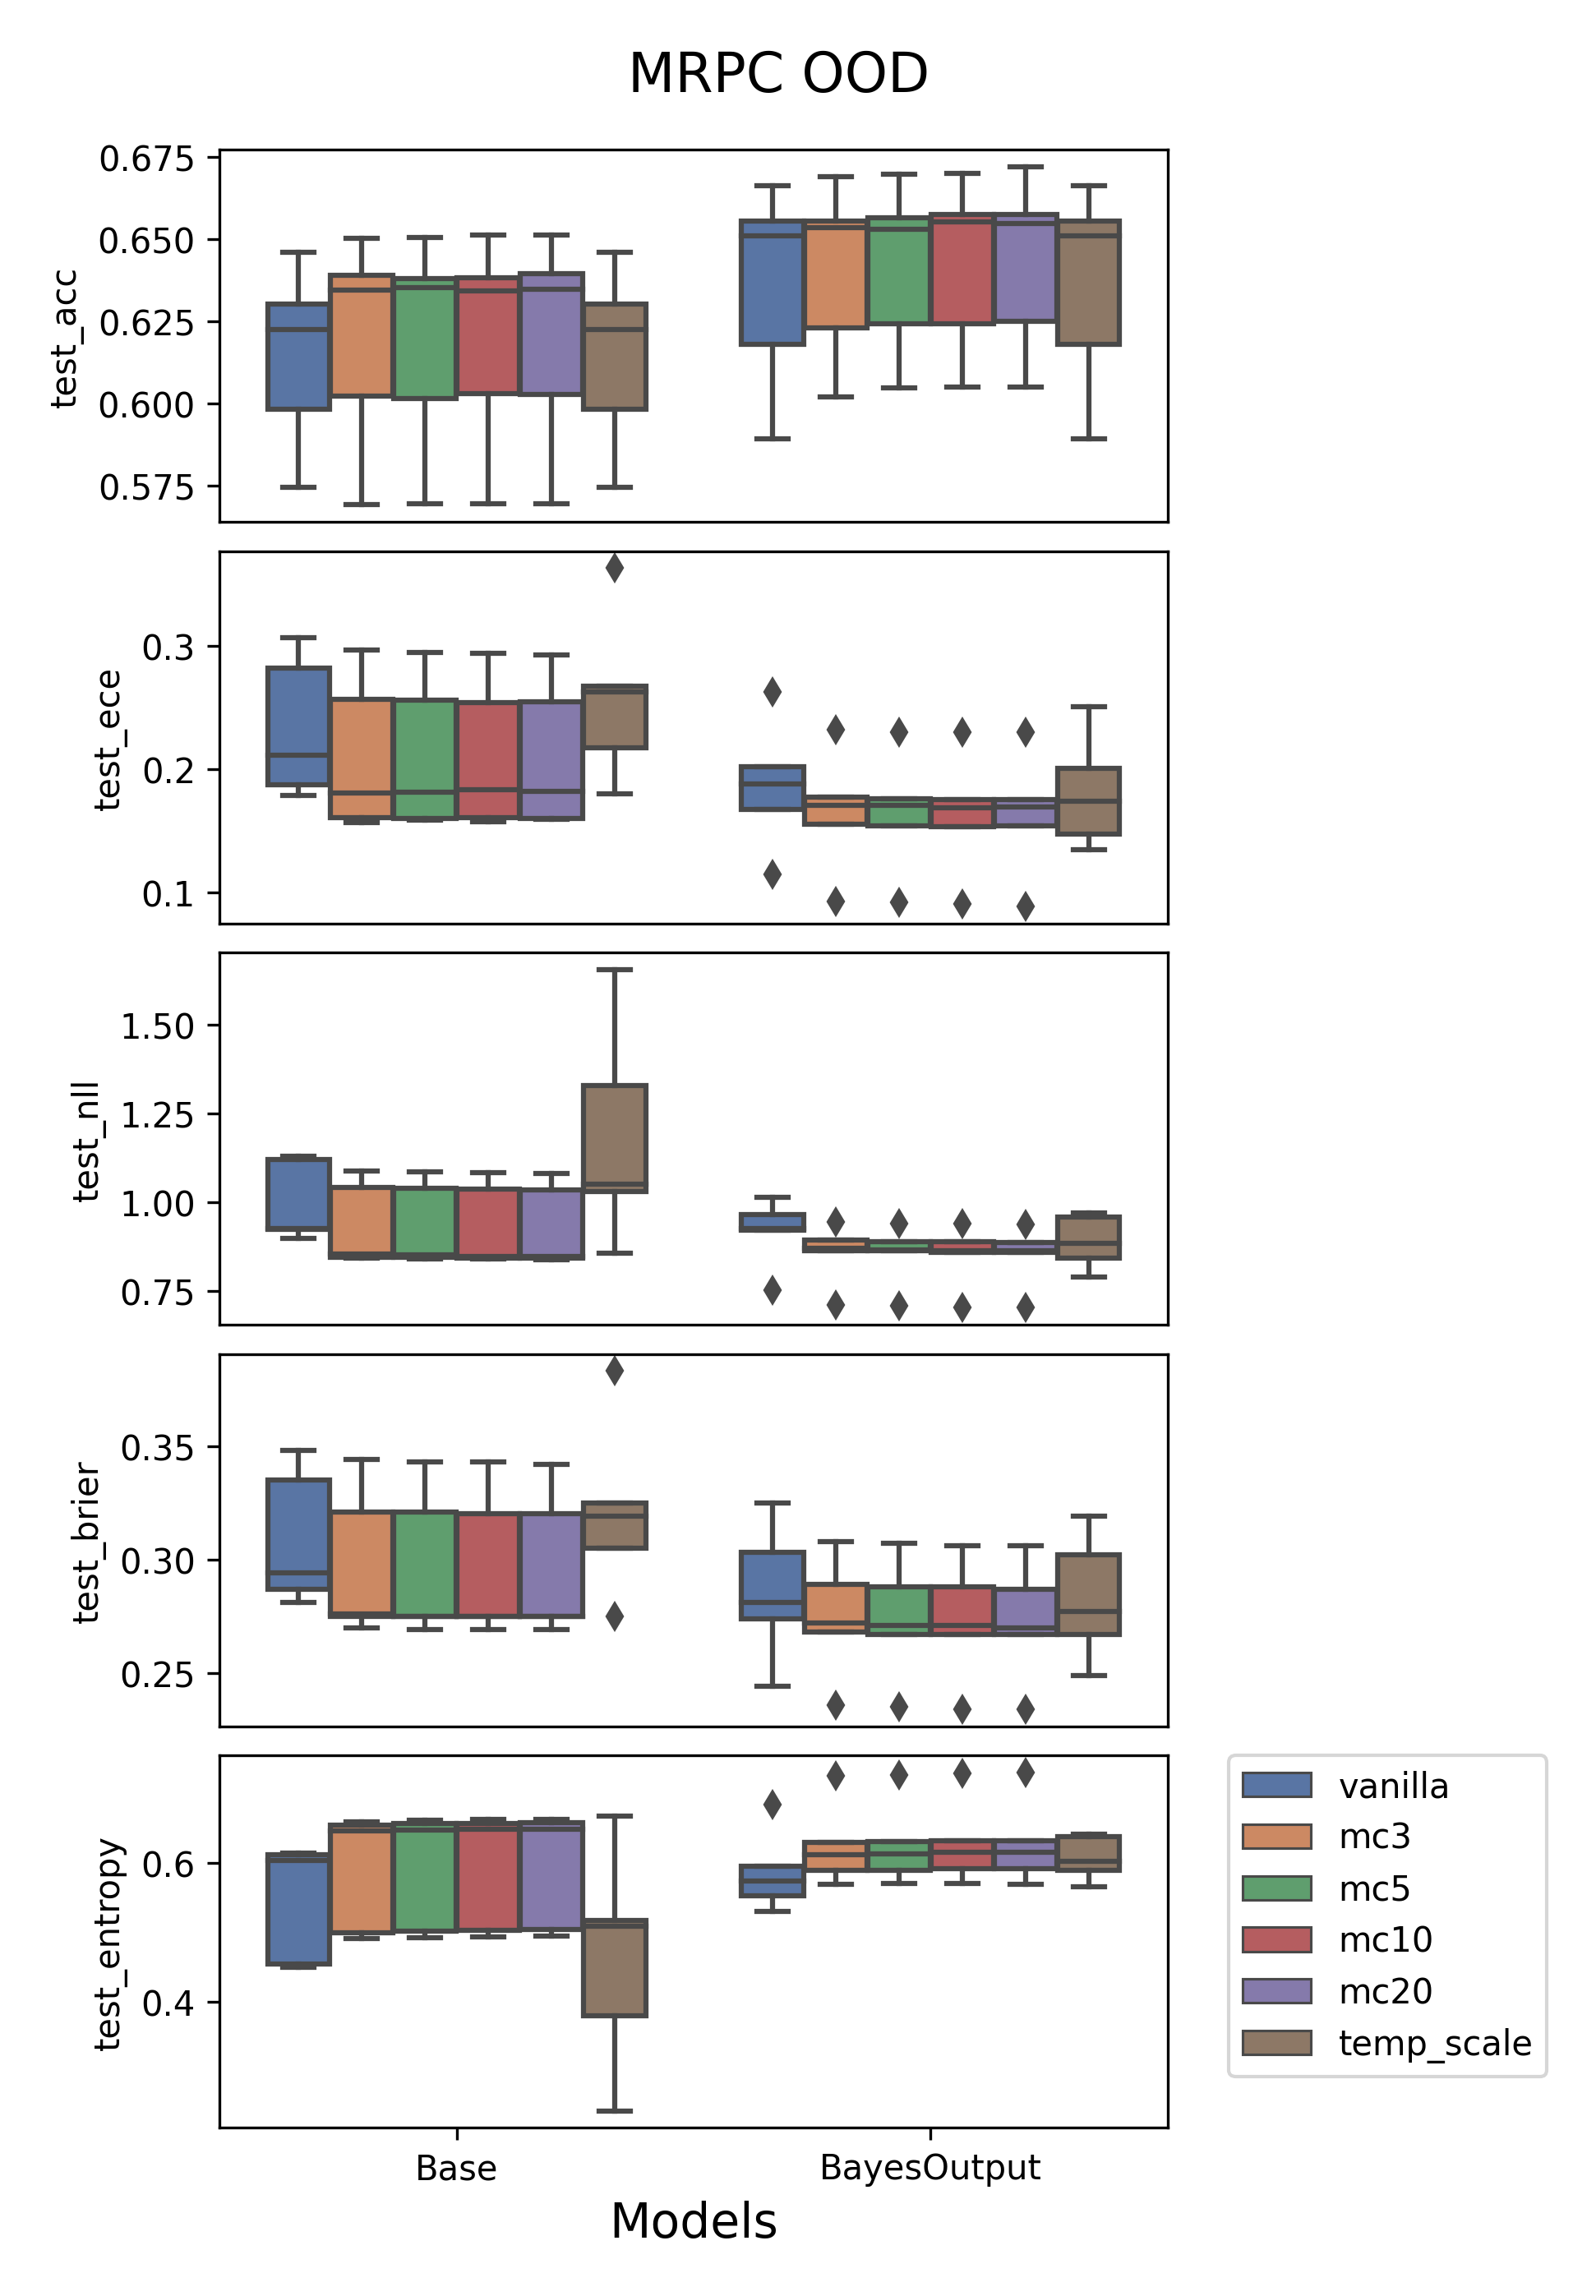 MRPC OOD
0.675
0.650
0.625
0.600
0.575
test_acc
0.3
0.2
0.1
test_ece
1.50
1.25
1.00
0.75
test_nll
0.35
0.30
0.25
test_brier
0.6
0.4
test_entropy
vanilla
mc3
mc5
mc10
mc20
temp_scale
Base BayesOutput
Models